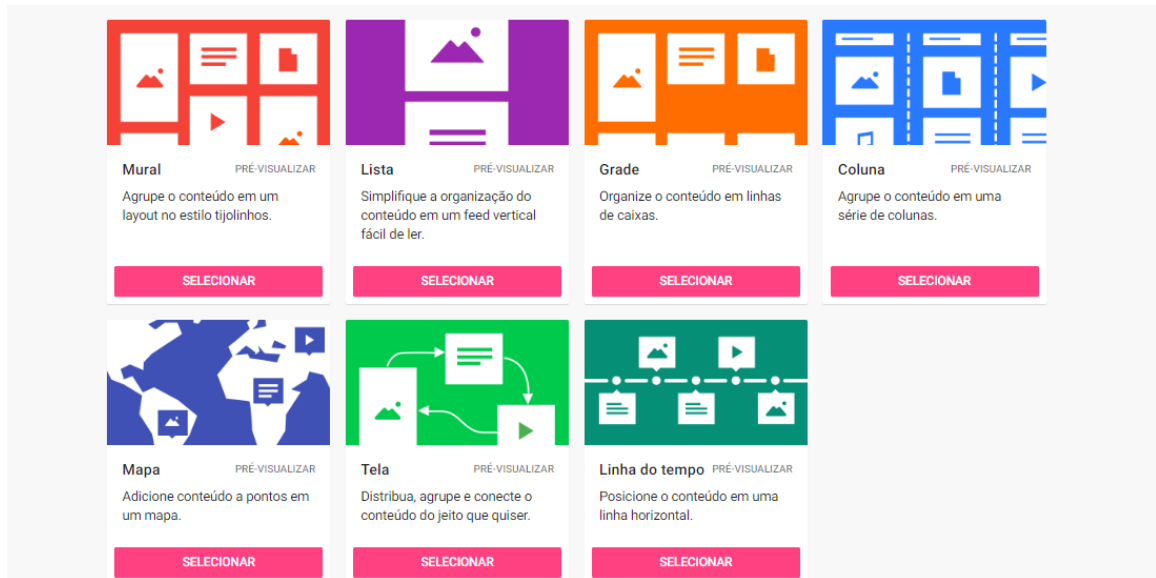 Mural PRÉ-VISUALIZAR
Agrupe o conteúdo em um
layout no estilo tijolinhos.
SELECIONAR
Lista PRÉ-VISUALIZAR
Simplifique a organização do
conteúdo em um feed vertical
fácil de ler.
SELECIONAR
Grade PRÉ-VISUALIZAR
Organize o conteúdo em linhas
de caixas.
SELECIONAR
Coluna PRÉ-VISUALIZAR
Agrupe o conteúdo em uma
série de colunas.
SELECIONAR
Mapa PRÉ-VISUALIZAR
Adicione conteúdo a pontos em
um mapa.
SELECIONAR
Tela PRÉ-VISUALIZAR
Distribua, agrupe e conecte o
conteúdo do jeito que quiser.
SELECIONAR
Linha do tempo PRÉ-VISUALIZAR
Posicione o conteúdo em uma
linha horizontal.
SELECIONAR